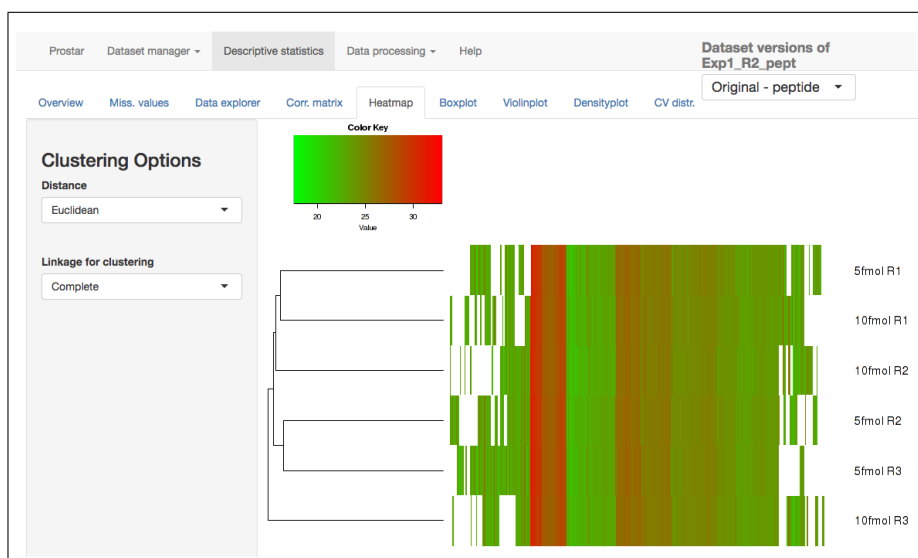 Prostar Dataset manager Descriptive statistics Data processing Help
Dataset versions of
Exp1_R2_pept
Original - peptide
Overview Miss. values Data explorer Corr. matrix Heatmap Boxplot Violinplot Densityplot CV distr.
Clustering Options
Distance
Euclidean
Linkage for clustering
Complete
Color Key
20 25 30
Value
5fmol R1
10fmol R1
10fmol R2
5fmol R2
5fmol R3
10fmol R3